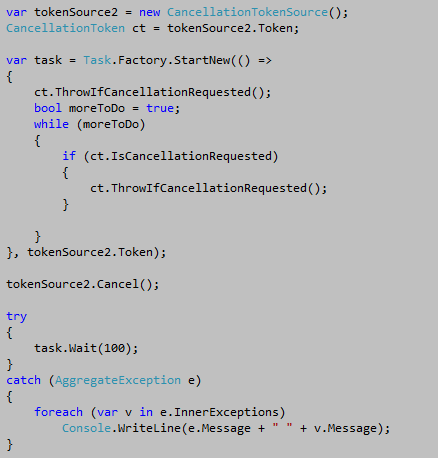 var tokenSource2 = new CancellationTokenSource();
CancellationToken ct = tokenSource2.Token;

var task = Task.Factory.StartNew(() =>
{
    ct.ThrowIfCancellationRequested();
    bool moreToDo = true;
    while (moreToDo)
    {
        if (ct.IsCancellationRequested)
        {
            ct.ThrowIfCancellationRequested();
        }

    }
}, tokenSource2.Token);

tokenSource2.Cancel();

try
{
    task.Wait(100);
}
catch (AggregateException e)
{
    foreach (var v in e.InnerExceptions)
        Console.WriteLine(e.Message + " " + v.Message);
}